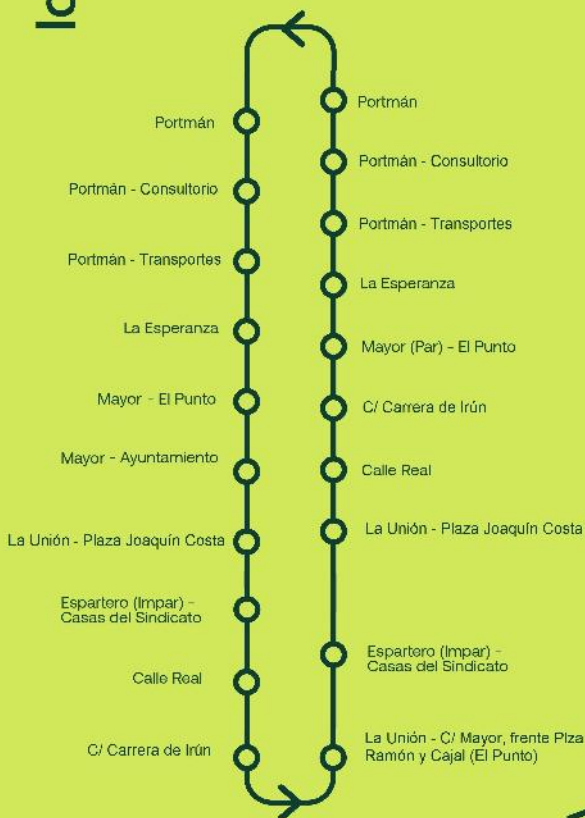 Portmán
Portmán - Consultorio
Portmán - Transportes
La Esperanza
Mayor - El Punto
Mayor - Ayuntamiento
La Unión - Plaza Joaquín Costa
Espartero (Impar) -
Casas del Sindicato
Calle Real
C/ Carrera de Irún
Portmán
Portmán - Consultorio
Portmán - Transportes
La Esperanza
Mayor (Par) - El Punto
C/ Carrera de Irún
Calle Real
La Unión - Plaza Joaquín Costa
Espartero (Impar) -
Casas del Sindicato
La Unión - C/ Mayor, frente Plza
Ramón y Cajal (El Punto)